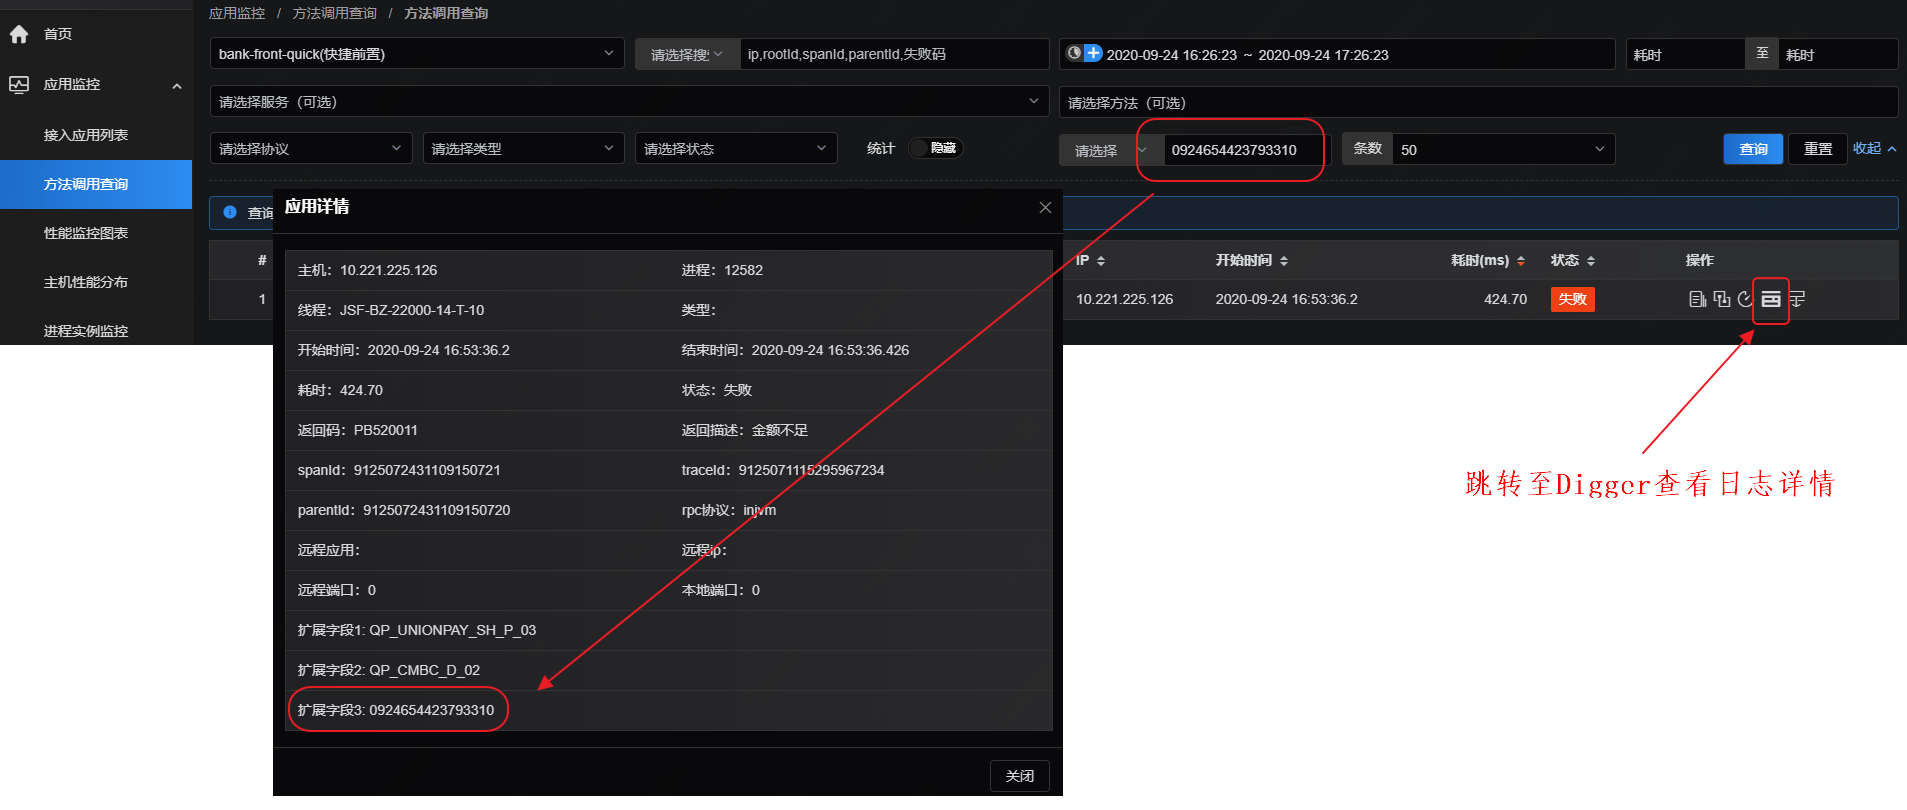 应用监控 / 方法调用查询 / 方法调用查询
首页
应用监控
接入应用列表
方法调用查询
性能监控图表
主机性能分布
进程实例监控
bank-front-quick(快捷前置)
请选择搜
ip,rootId,spanId,parentId,失败码
2020-09-24 16:26:23 ~ 2020-09-24 17:26:23
耗时 至 耗时
请选择服务（可选）
请选择方法（可选）
请选择协议
请选择类型
请选择状态
统计 隐藏
请选择 0924654423793310
条数 50
查询 重置 收起
查询
# IP 开始时间 耗时(ms) 状态 操作
1 10.221.225.126 2020-09-24 16:53:36.2 424.70 失败
应用详情
主机：10.221.225.126 进程：12582
线程：JSF-BZ-22000-14-T-10 类型：
开始时间：2020-09-24 16:53:36.2 结束时间：2020-09-24 16:53:36.426
耗时：424.70 状态：失败
返回码：PB520011 返回描述：金额不足
spanId：9125072431109150721 traceId：9125071115295967234
parentId：9125072431109150720 rpc协议：injvm
远程应用： 远程ip：
远程端口：0 本地端口：0
扩展字段1: QP_UNIONPAY_SH_P_03
扩展字段2: QP_CMBC_D_02
扩展字段3: 0924654423793310
关闭
跳转至Digger查看日志详情